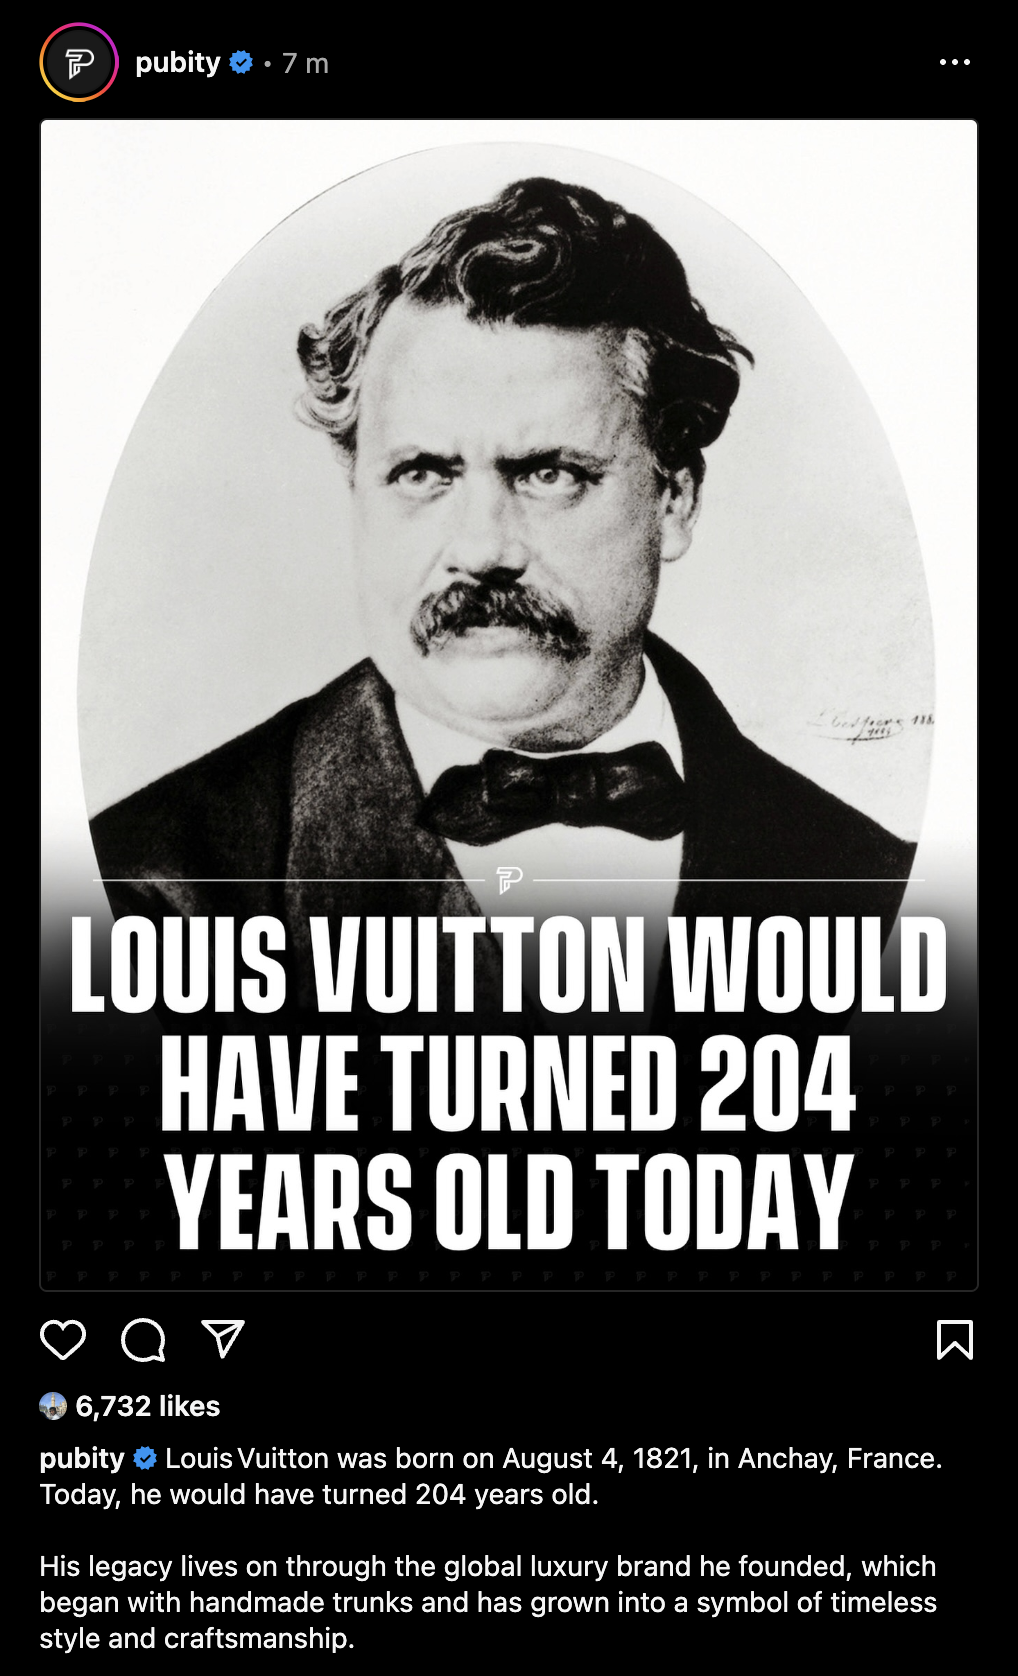 pubity • 7 m
LOUIS VUITTON WOULD
HAVE TURNED 204
YEARS OLD TODAY
6,732 likes
pubity Louis Vuitton was born on August 4, 1821, in Anchay, France.
Today, he would have turned 204 years old.
His legacy lives on through the global luxury brand he founded, which
began with handmade trunks and has grown into a symbol of timeless
style and craftsmanship.